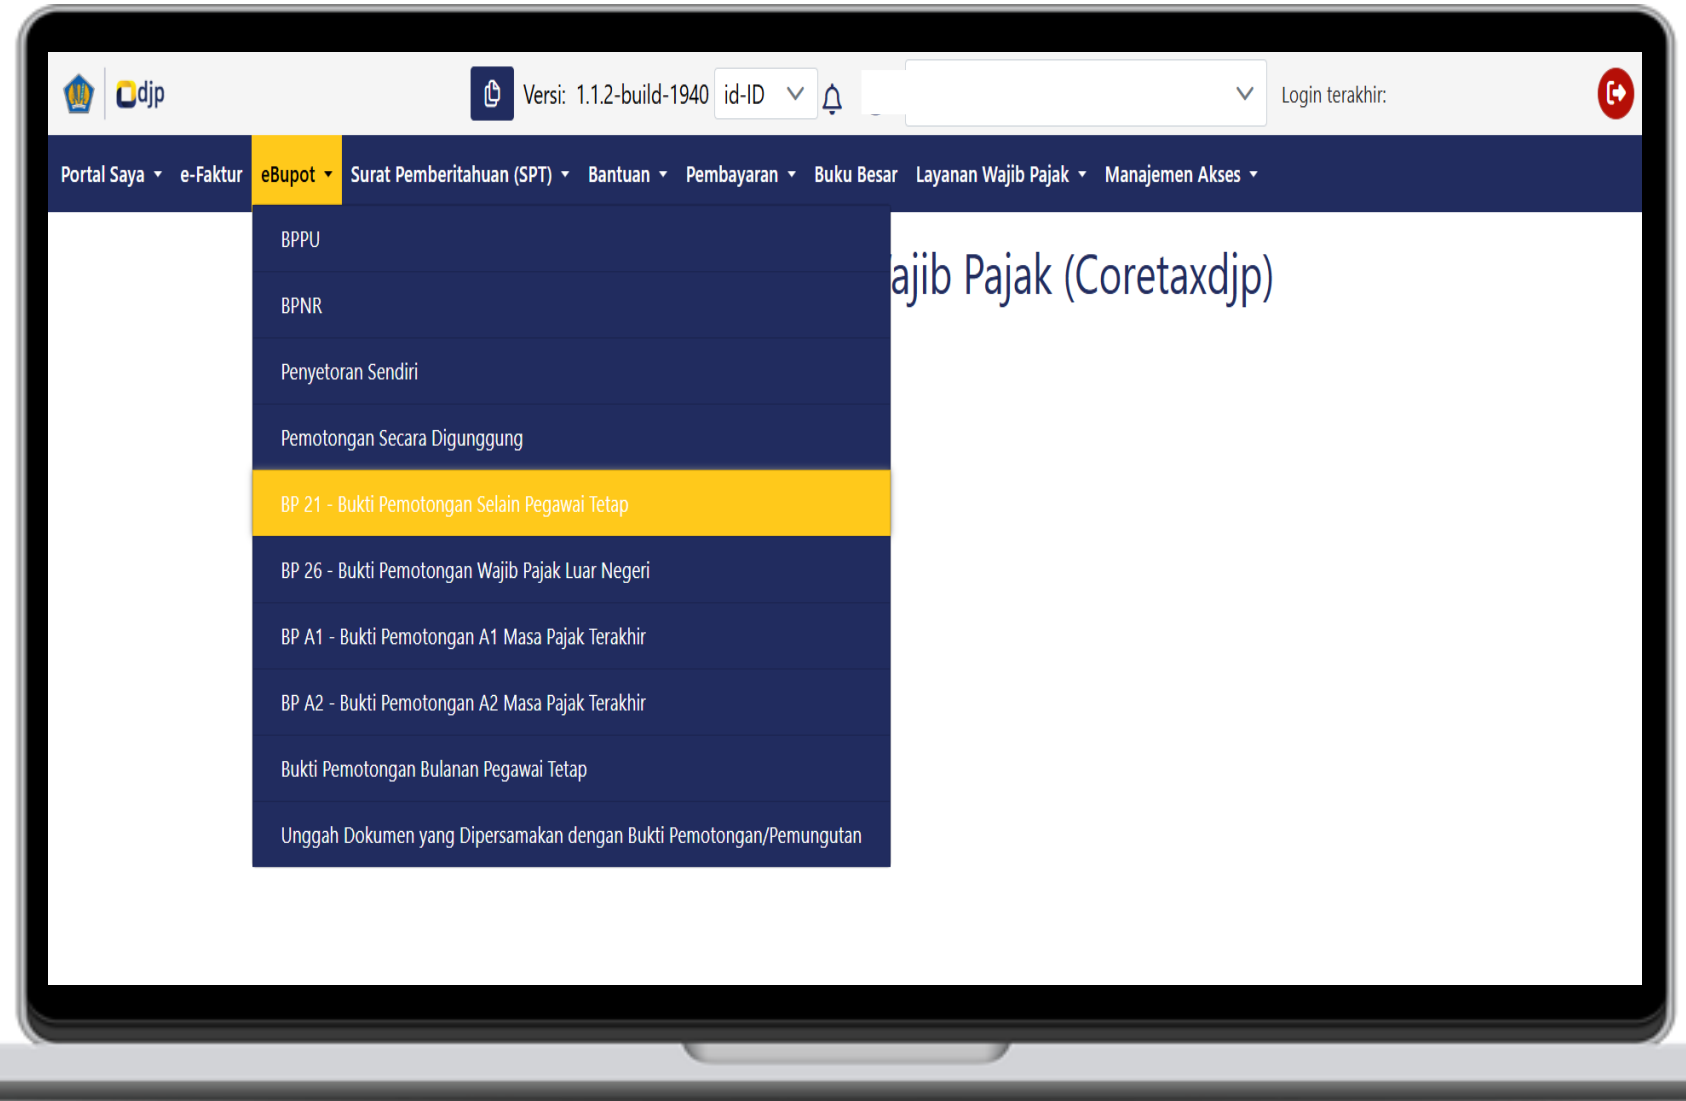 djp
Versi: 1.1.2-build-1940 id-ID Login terakhir:
Portal Saya e-Faktur eBupot Surat Pemberitahuan (SPT) Bantuan Pembayaran Buku Besar Layanan Wajib Pajak Manajemen Akses
BPPU
ajib Pajak (Coretaxdjp)
BPNR
Penyetoran Sendiri
Pemotongan Secara Digunggung
BP 21 - Bukti Pemotongan Selain Pegawai Tetap
BP 26 - Bukti Pemotongan Wajib Pajak Luar Negeri
BP A1 - Bukti Pemotongan A1 Masa Pajak Terakhir
BP A2 - Bukti Pemotongan A2 Masa Pajak Terakhir
Bukti Pemotongan Bulanan Pegawai Tetap
Unggah Dokumen yang Dipersamakan dengan Bukti Pemotongan/Pemungutan